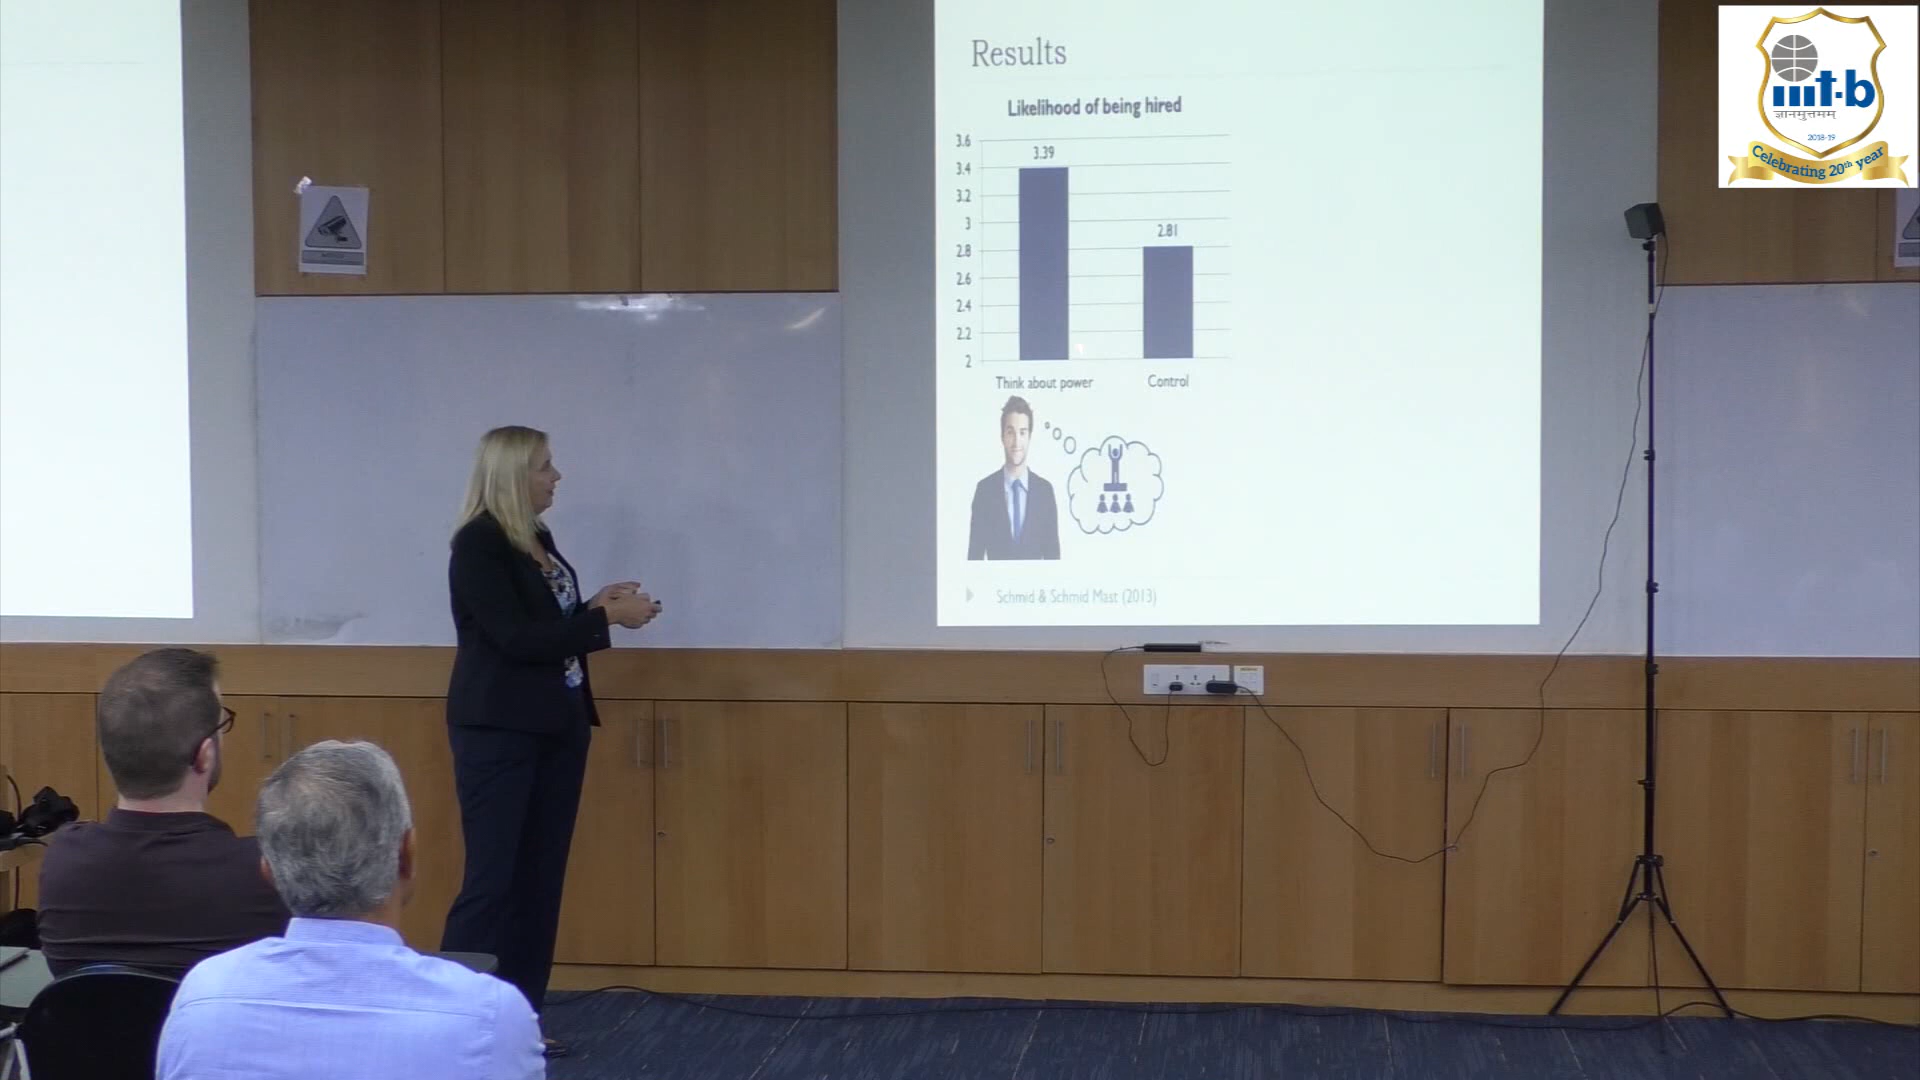 Results
Likelihood of being hired
3.6
3.4
3.2
3
2.8
2.6
2.4
2.2
2
3.39
2.81
Think about power
Control
Schmid & Schmid Mast (2013)
iiit-b
ज्ञानमुत्तमम्
2018-19
Celebrating 20th year